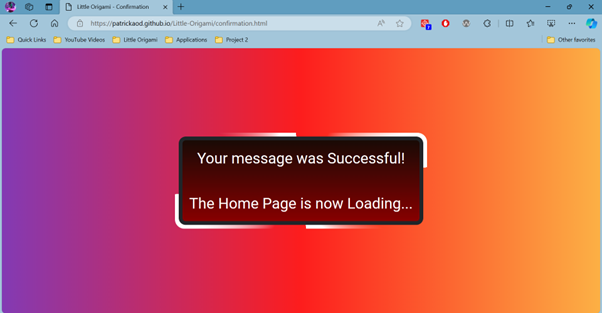 Little Origami - Confirmation
https://patrickaod.github.io/Little-Origami/confirmation.html
Quick Links
YouTube Videos
Little Origami
Applications
Project 2
Other favorites
Your message was Successful!
The Home Page is now Loading...